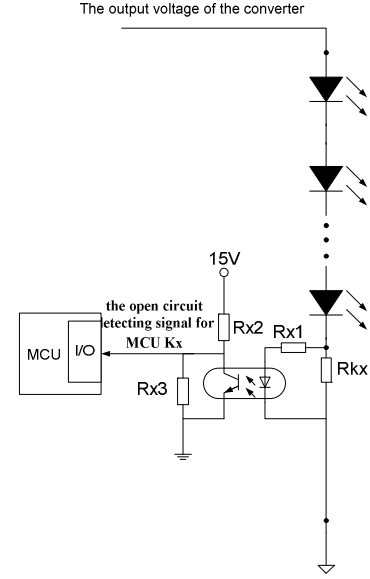 The output voltage of the converter
15V
the open circuit
letecting signal for
MCU Kx
Rx2
Rx1
MCU
I/O
Rkx
Rx3